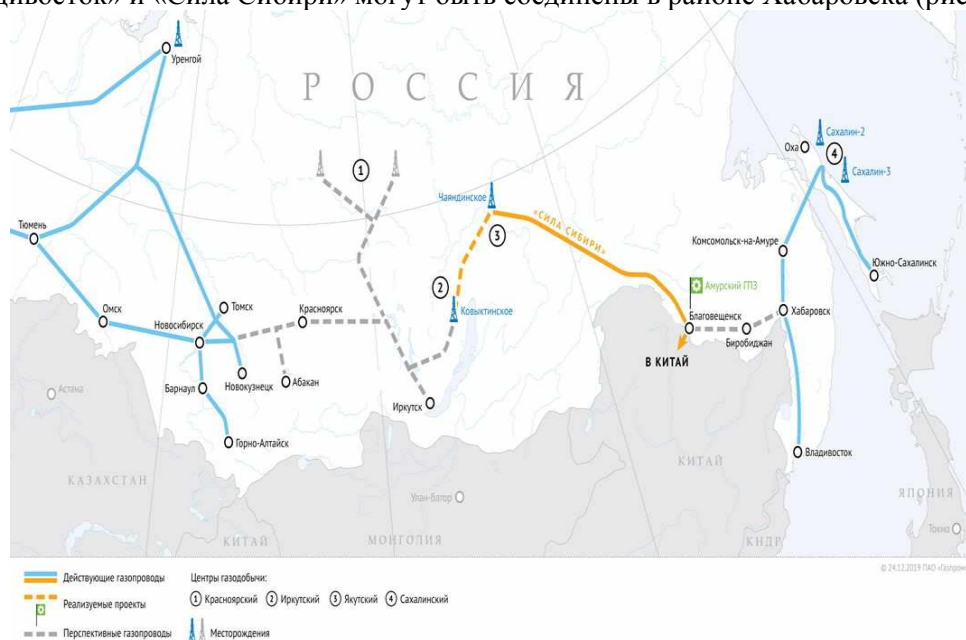 дивосток» и «Сила Сибири» могут быть соединены в районе Хабаровска (рис
Уренгой
РОССИЯ
Сахалин-2
Оха
4
Сахалин-3
1
Чаяндинское
3
«СИЛА СИБИРИ»
Тюмень
Комсомольск-на-Амуре
Южно-Сахалинск
2
Ковыктинское
Амурский ГПЗ
Омск
Томск
Красноярск
Новосибирск
Благовещенск
Хабаровск
Биробиджан
В КИТАЙ
Астана
Барнаул
Новокузнецк
Абакан
Иркутск
Горно-Алтайск
Владивосток
КАЗАХСТАН
КИТАЙ
Улан-Батор
ЯПОНИЯ
Токио
КИТАЙ
МОНГОЛИЯ
КНДР
© 24.12.2019 ПАО «Газпром
Действующие газопроводы
Центры газодобычи:
Реализуемые проекты
1 Красноярский 2 Иркутский 3 Якутский 4 Сахалинский
Перспективные газопроводы
Месторождения